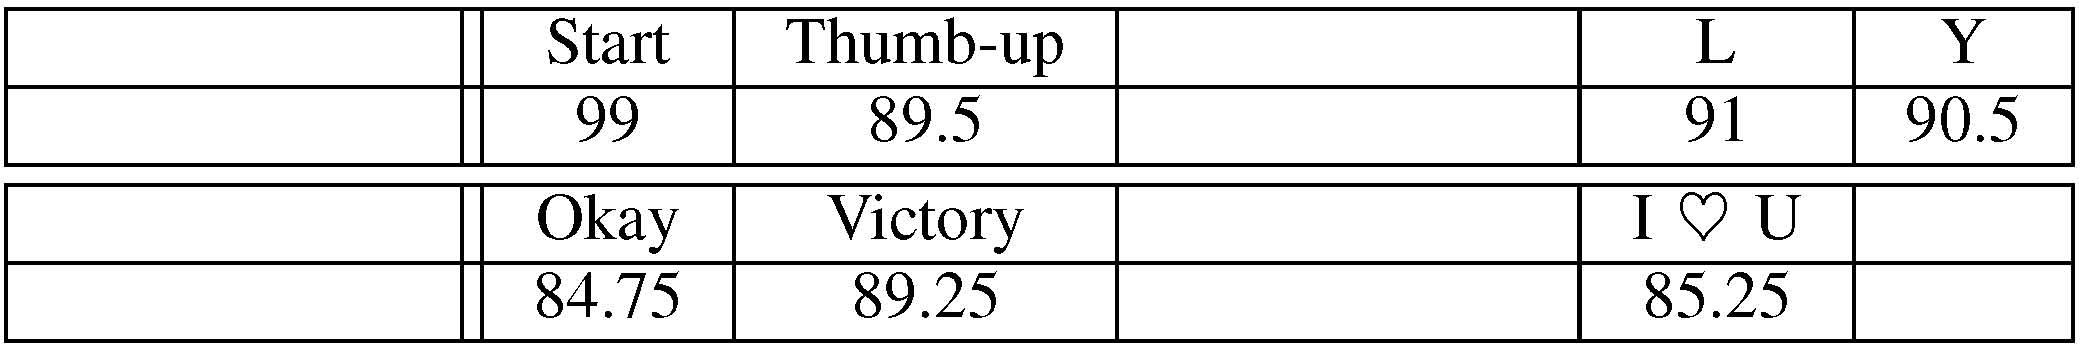 Start Thumb-up L Y
99 89.5 91 90.5
Okay Victory I ♡ U
84.75 89.25 85.25